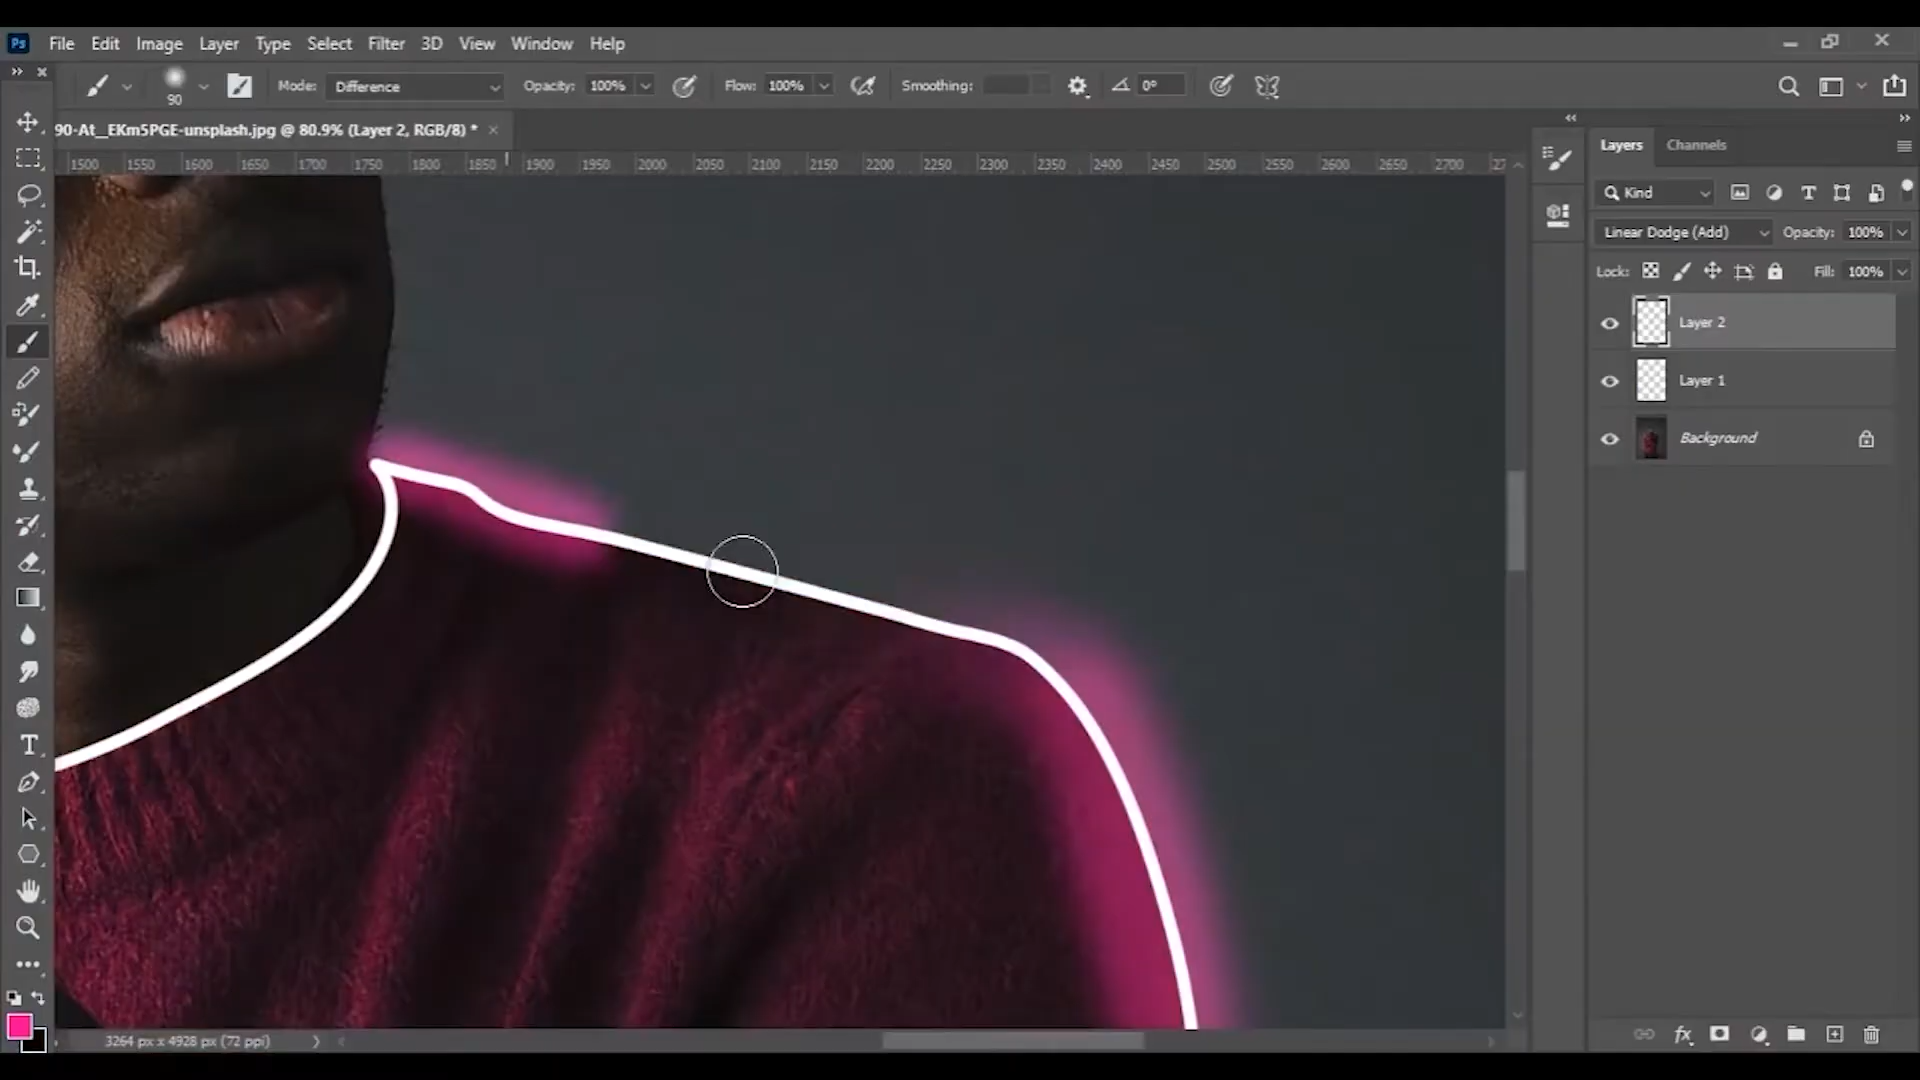 Ps File Edit Image Layer Type Select Filter 3D View Window Help
90 Mode: Difference Opacity: 100% Flow: 100% Smoothing: 0°
90-At__EKm5PGE-unsplash.jpg @ 80.9% (Layer 2, RGB/8) * ×
1500 1550 1600 1650 1700 1750 1800 1850 1900 1950 2000 2050 2100 2150 2200 2250 2300 2350 2400 2450 2500 2550 2600 2650 2700 27
Layers Channels
Kind
Linear Dodge (Add) Opacity: 100%
Lock: Fill: 100%
Layer 2
Layer 1
Background
3264 px x 4928 px (72 ppi)